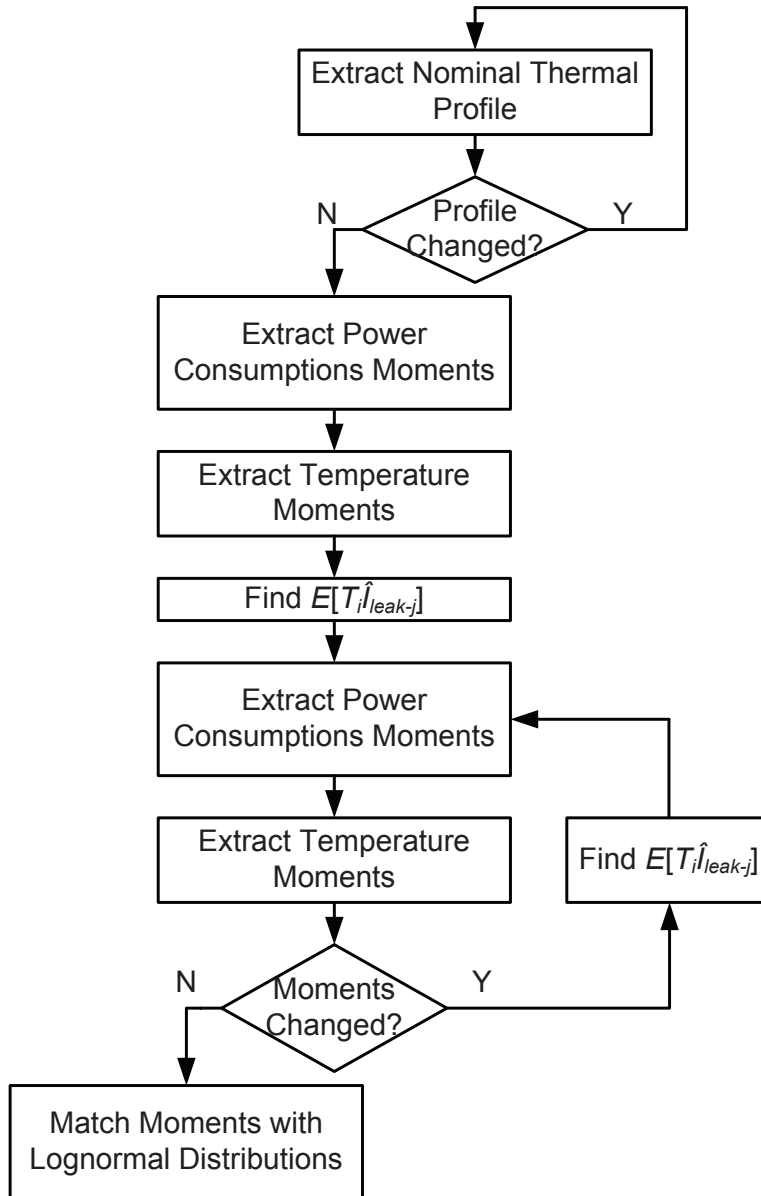 Extract Nominal Thermal
Profile
N
Profile
Changed?
Y
Extract Power
Consumptions Moments
Extract Temperature
Moments
Find E[TᵢÎleak-j]
Extract Power
Consumptions Moments
Extract Temperature
Moments
Find E[TᵢÎleak-j]
N
Moments
Changed?
Y
Match Moments with
Lognormal Distributions